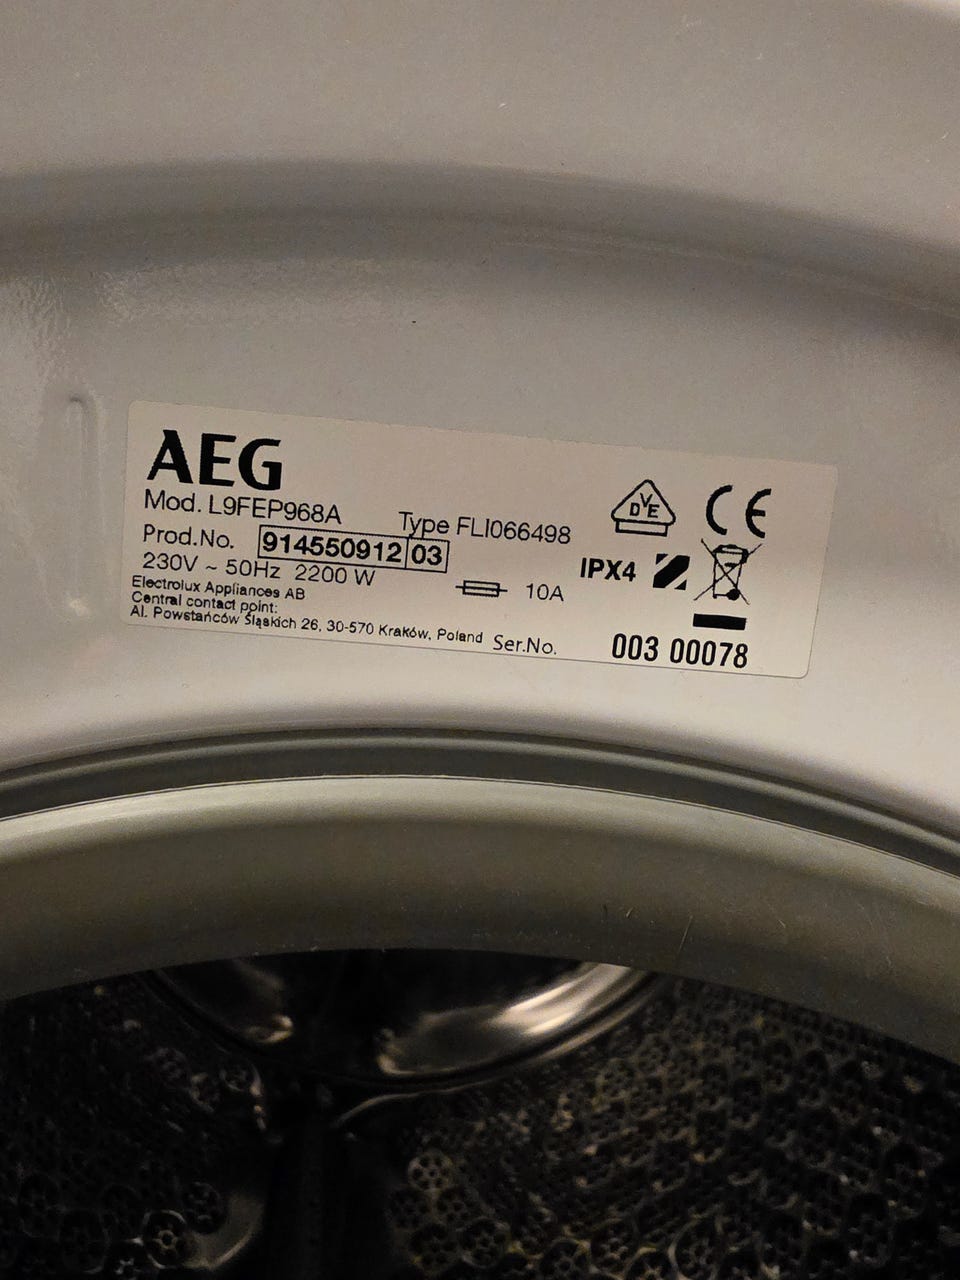 AEG
Mod. L9FEP968A
Type FLI066498
Prod.No. 914550912 03
230V ~ 50Hz 2200 W
10A
Electrolux Appliances AB
Central contact point:
Al. Powstańców Śląskich 26, 30-570 Kraków, Poland
DVE
CE
IPX4
Ser.No. 003 00078